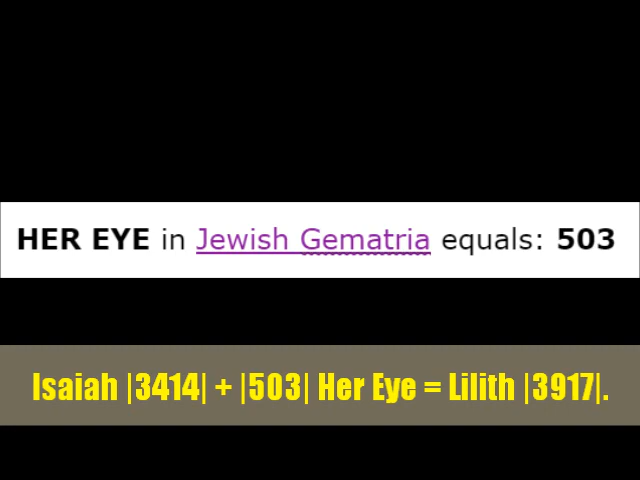 HER EYE in Jewish Gematria equals: 503
Isaiah |3414| + |503| Her Eye = Lilith |3917|.